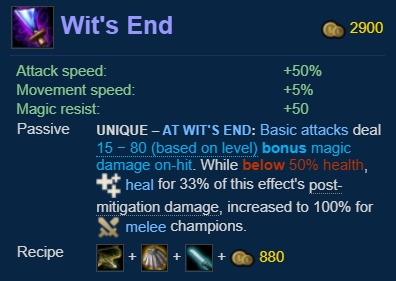 Wit's End 2900
Attack speed: +50%
Movement speed: +5%
Magic resist: +50
Passive UNIQUE – AT WIT'S END: Basic attacks deal
15 − 80 (based on level) bonus magic
damage on-hit. While below 50% health,
heal for 33% of this effect's post-
mitigation damage, increased to 100% for
melee champions.
Recipe + + + 880